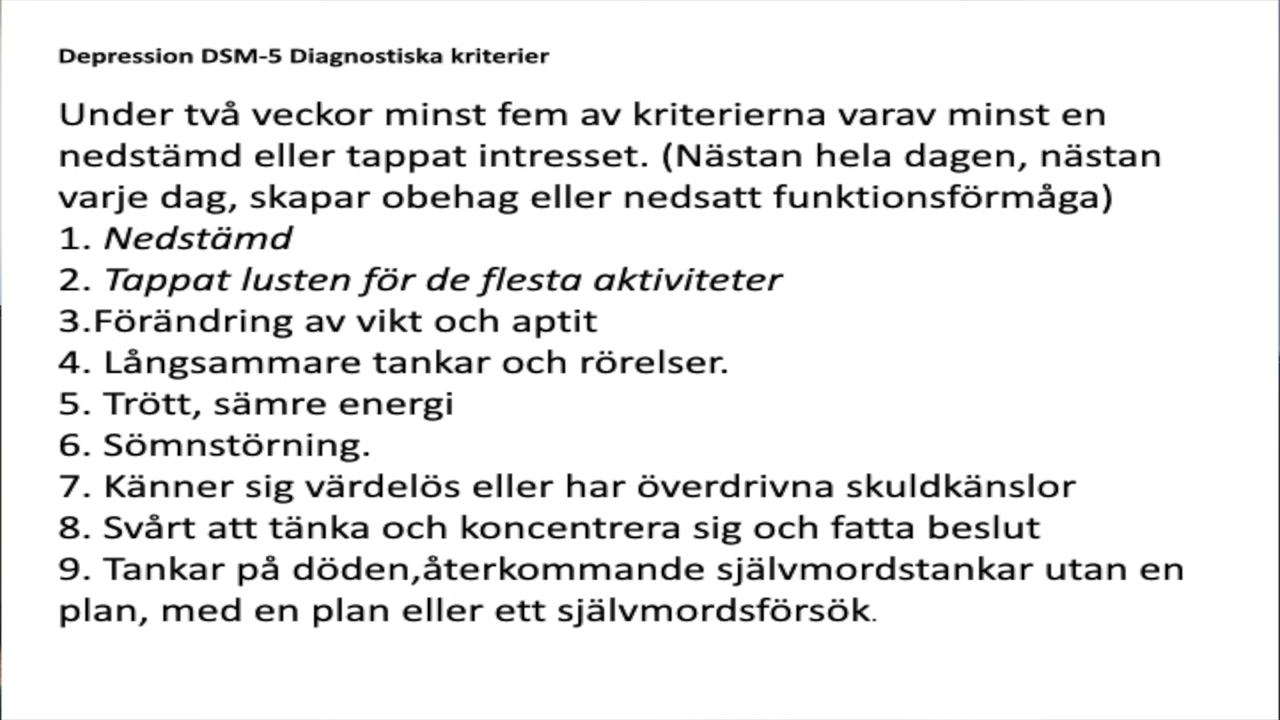 Depression DSM-5 Diagnostiska kriterier
Under två veckor minst fem av kriterierna varav minst en
nedstämd eller tappat intresset. (Nästan hela dagen, nästan
varje dag, skapar obehag eller nedsatt funktionsförmåga)
1. Nedstämd
2. Tappat lusten för de flesta aktiviteter
3.Förändring av vikt och aptit
4. Långsammare tankar och rörelser.
5. Trött, sämre energi
6. Sömnstörning.
7. Känner sig värdelös eller har överdrivna skuldkänslor
8. Svårt att tänka och koncentrera sig och fatta beslut
9. Tankar på döden,återkommande självmordstankar utan en
plan, med en plan eller ett självmordsförsök.